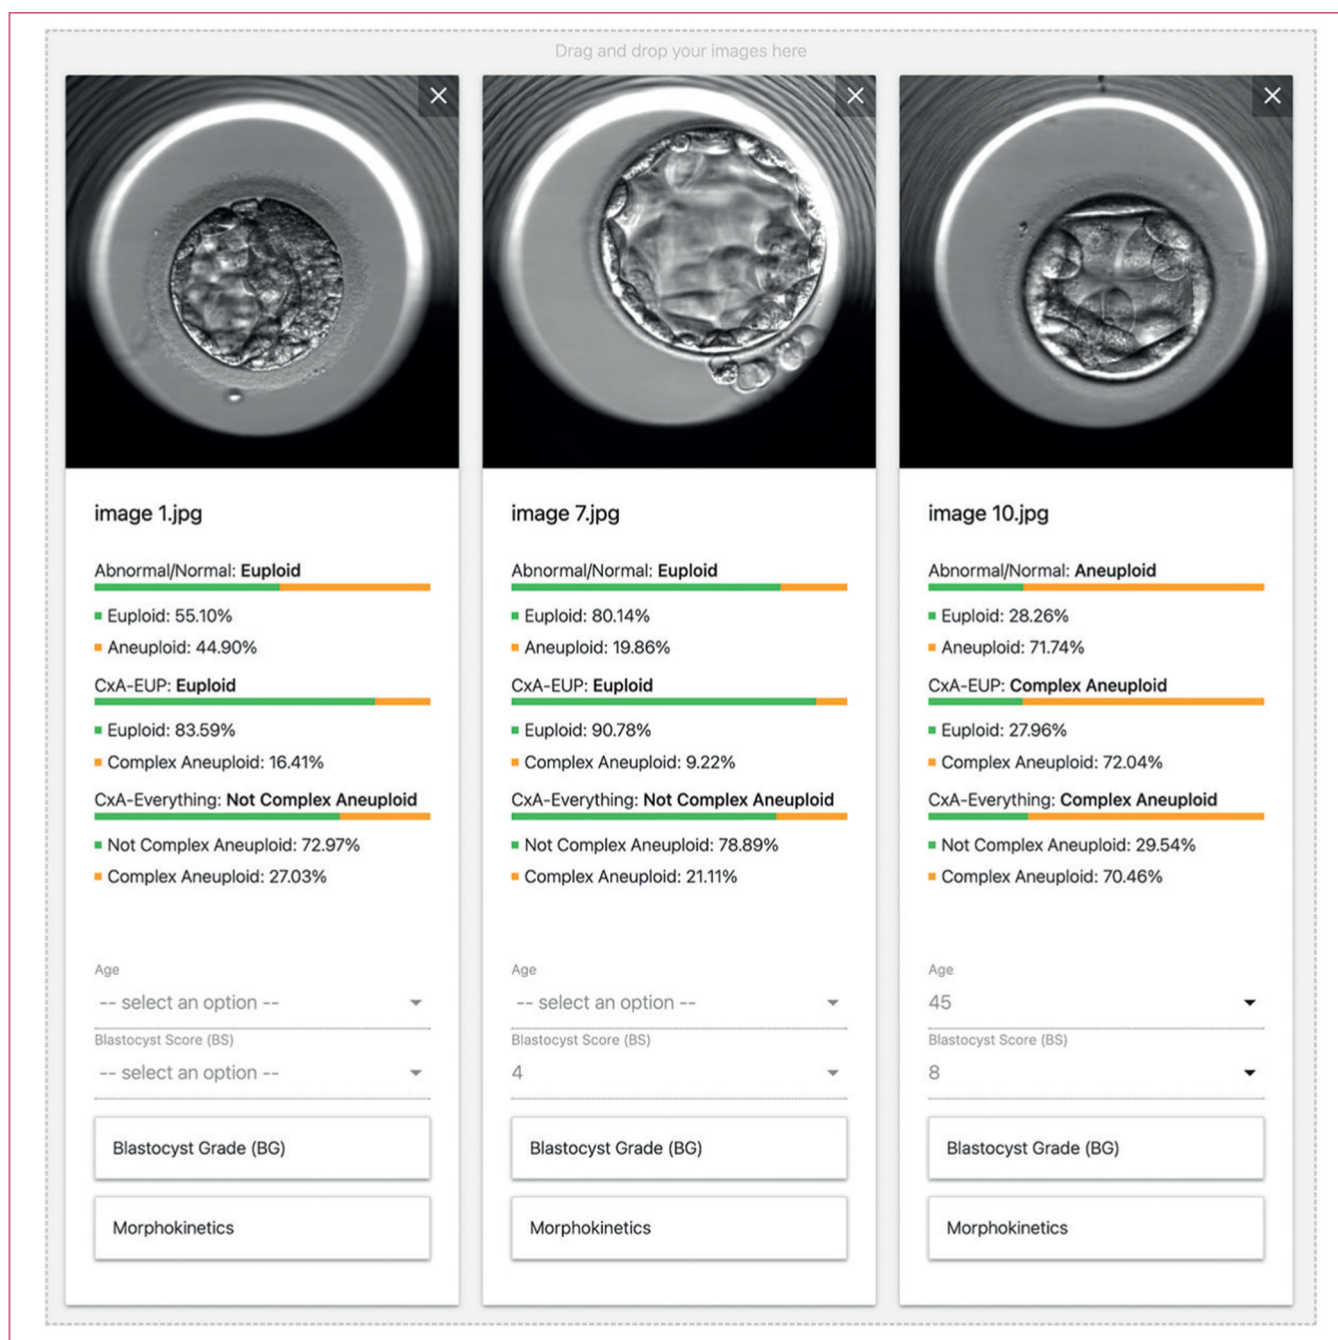 Drag and drop your images here
image 1.jpg
Abnormal/Normal: Euploid
Euploid: 55.10%
Aneuploid: 44.90%
CxA-EUP: Euploid
Euploid: 83.59%
Complex Aneuploid: 16.41%
CxA-Everything: Not Complex Aneuploid
Not Complex Aneuploid: 72.97%
Complex Aneuploid: 27.03%
Age
-- select an option --
Blastocyst Score (BS)
-- select an option --
Blastocyst Grade (BG)
Morphokinetics
image 7.jpg
Abnormal/Normal: Euploid
Euploid: 80.14%
Aneuploid: 19.86%
CxA-EUP: Euploid
Euploid: 90.78%
Complex Aneuploid: 9.22%
CxA-Everything: Not Complex Aneuploid
Not Complex Aneuploid: 78.89%
Complex Aneuploid: 21.11%
Age
-- select an option --
Blastocyst Score (BS)
4
Blastocyst Grade (BG)
Morphokinetics
image 10.jpg
Abnormal/Normal: Aneuploid
Euploid: 28.26%
Aneuploid: 71.74%
CxA-EUP: Complex Aneuploid
Euploid: 27.96%
Complex Aneuploid: 72.04%
CxA-Everything: Complex Aneuploid
Not Complex Aneuploid: 29.54%
Complex Aneuploid: 70.46%
Age
45
Blastocyst Score (BS)
8
Blastocyst Grade (BG)
Morphokinetics